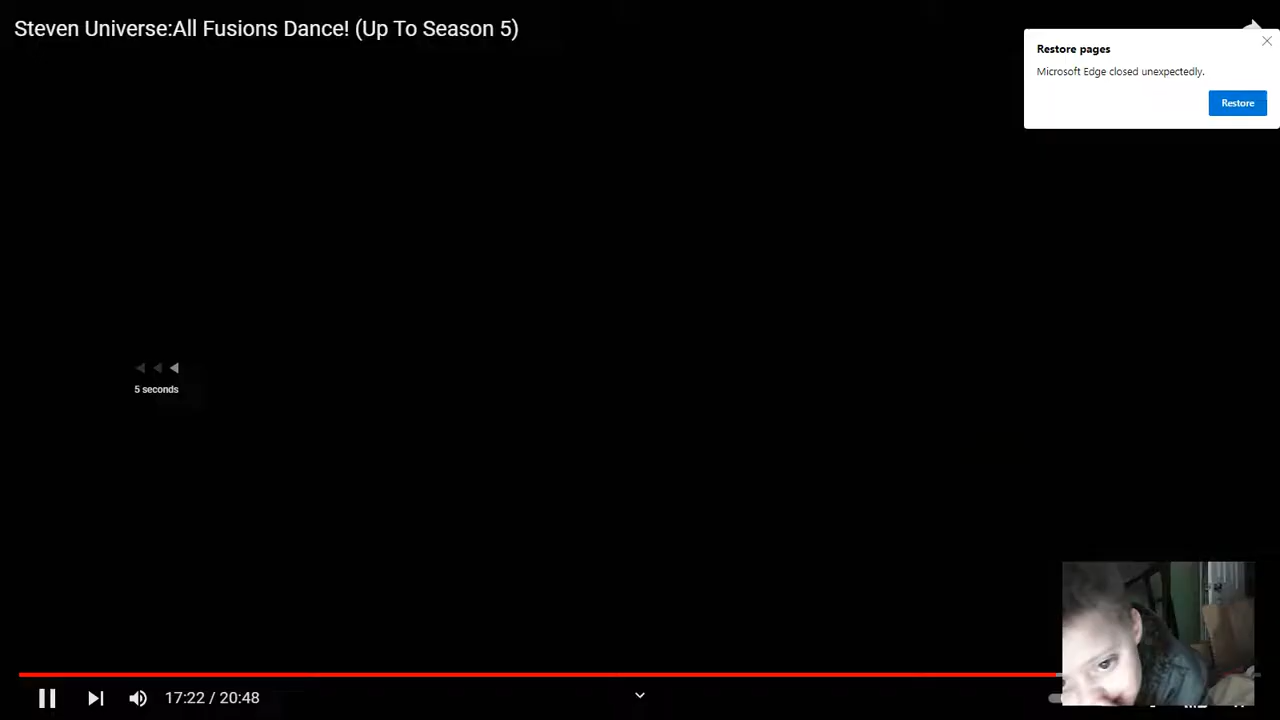 Steven Universe:All Fusions Dance! (Up To Season 5)
Restore pages
Microsoft Edge closed unexpectedly.
Restore
5 seconds
17:22 / 20:48